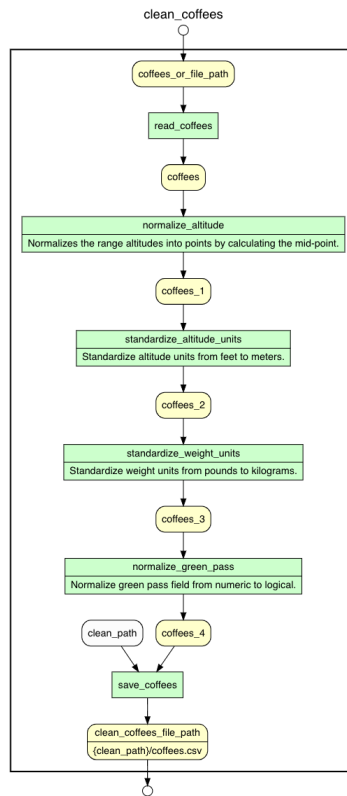 clean_coffees
coffees_or_file_path
read_coffees
coffees
normalize_altitude
Normalizes the range altitudes into points by calculating the mid-point.
coffees_1
standardize_altitude_units
Standardize altitude units from feet to meters.
coffees_2
standardize_weight_units
Standardize weight units from pounds to kilograms.
coffees_3
normalize_green_pass
Normalize green pass field from numeric to logical.
clean_path
coffees_4
save_coffees
clean_coffees_file_path
{clean_path}/coffees.csv